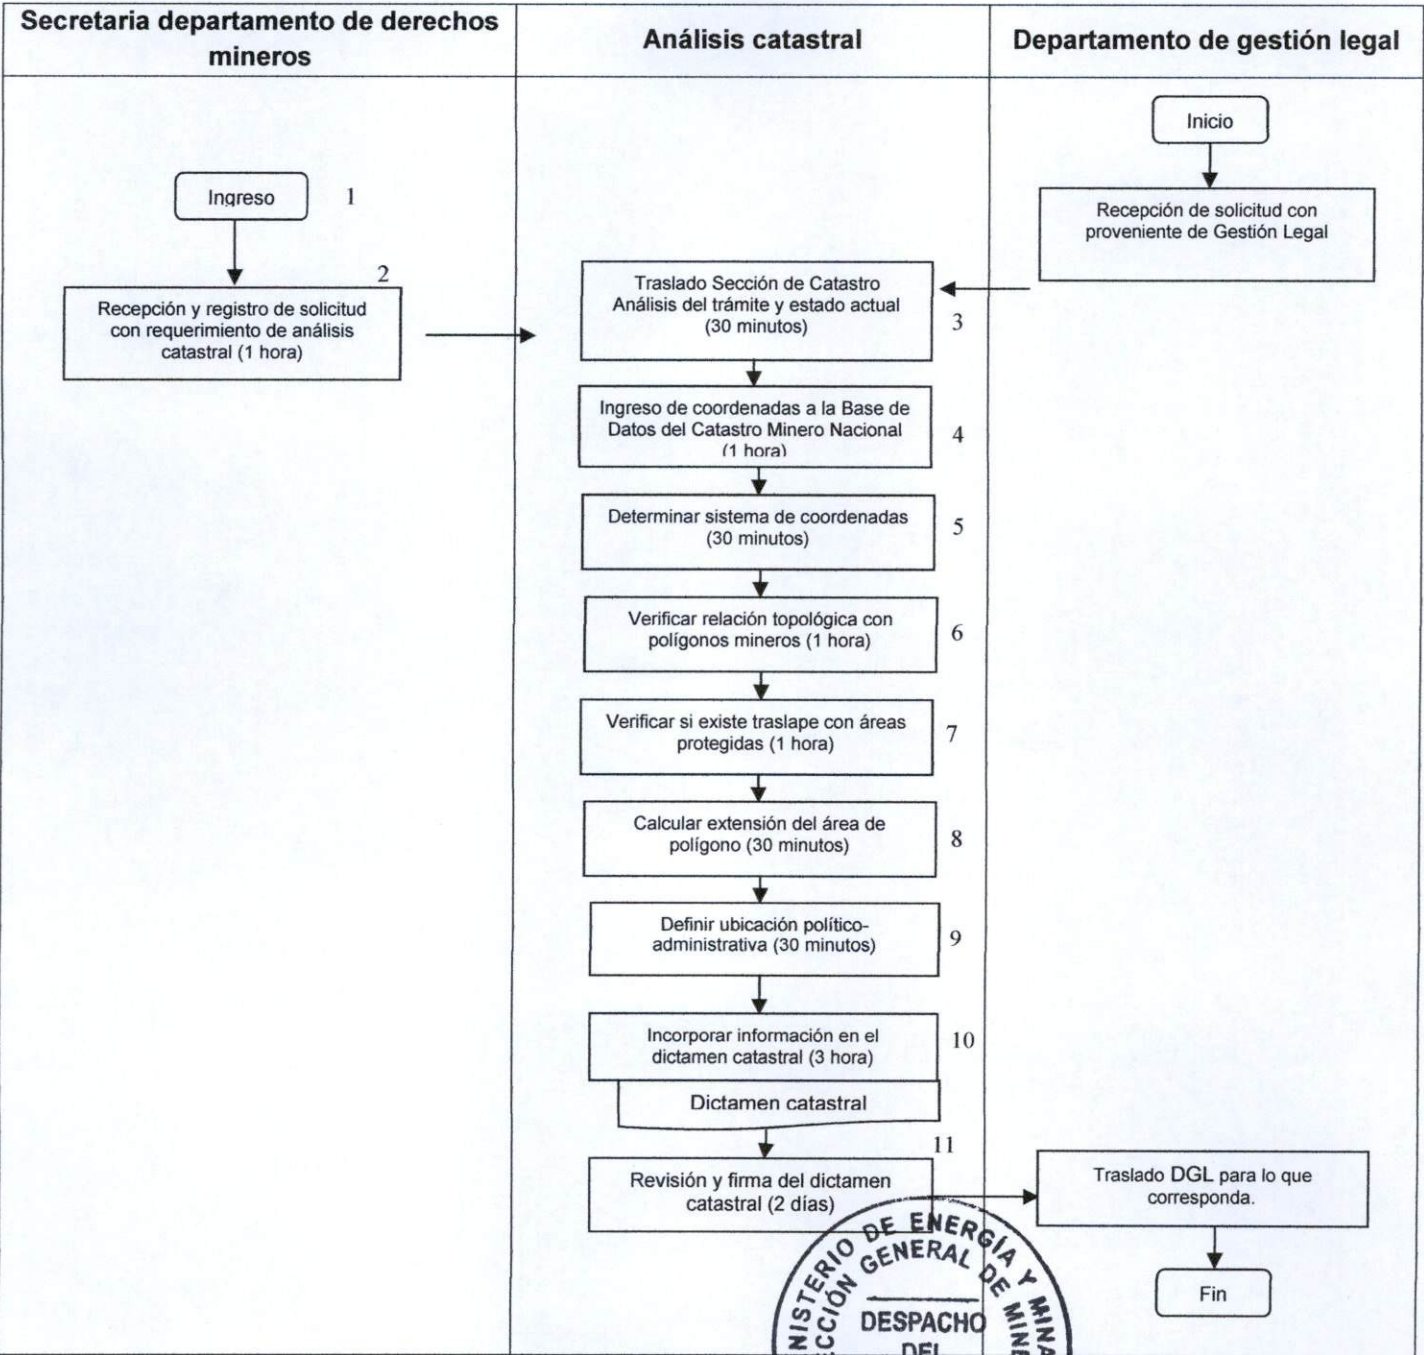 Secretaria departamento de derechos
mineros
Análisis catastral
Departamento de gestión legal
Inicio
Ingreso
1
Recepción de solicitud con
proveniente de Gestión Legal
2
Recepción y registro de solicitud
con requerimiento de análisis
catastral (1 hora)
Traslado Sección de Catastro
Análisis del trámite y estado actual
(30 minutos)
3
Ingreso de coordenadas a la Base de
Datos del Catastro Minero Nacional
(1 hora)
4
Determinar sistema de coordenadas
(30 minutos)
5
Verificar relación topológica con
polígonos mineros (1 hora)
6
Verificar si existe traslape con áreas
protegidas (1 hora)
7
Calcular extensión del área de
polígono (30 minutos)
8
Definir ubicación político-
administrativa (30 minutos)
9
Incorporar información en el
dictamen catastral (3 hora)
10
Dictamen catastral
11
Revisión y firma del dictamen
catastral (2 días)
Traslado DGL para lo que
corresponda.
Fin
NISTERIO DE ENERGÍA Y MINA
ECCIÓN GENERAL DE MINE
DESPACHO
DEL